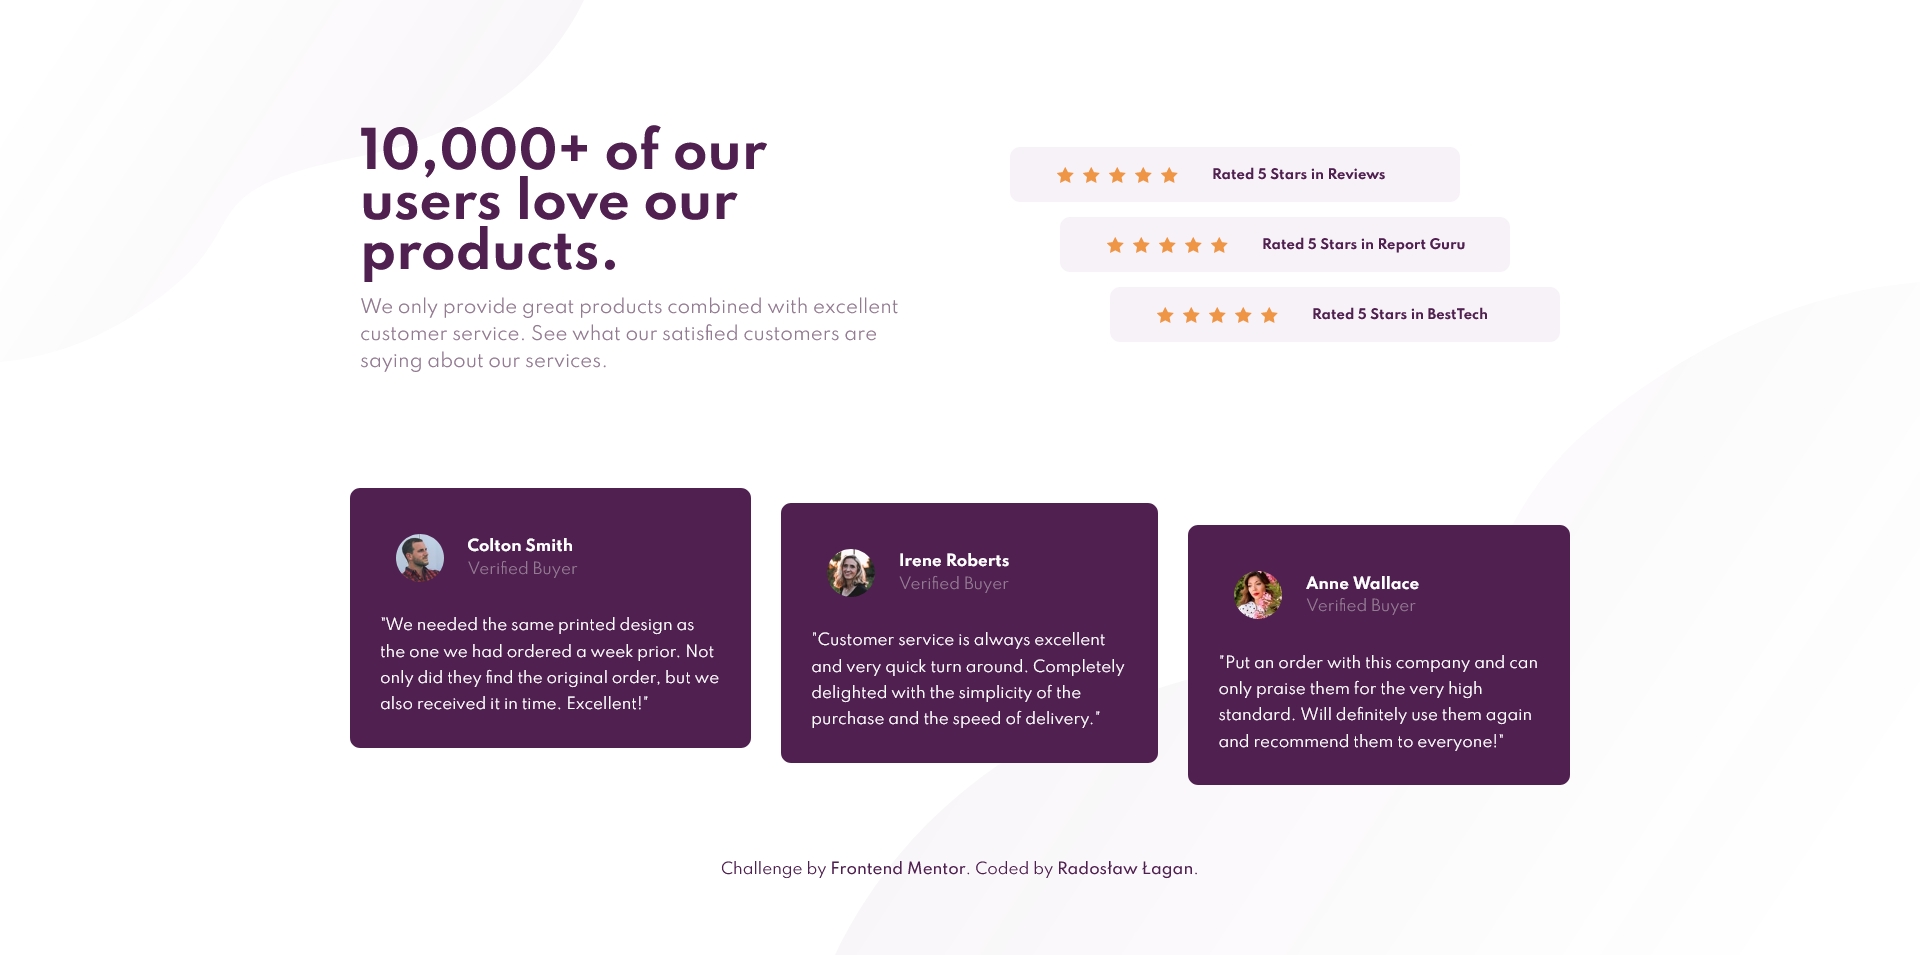 10,000+ of our
users love our
products.
We only provide great products combined with excellent
customer service. See what our satisfied customers are
saying about our services.
Rated 5 Stars in Reviews
Rated 5 Stars in Report Guru
Rated 5 Stars in BestTech
Colton Smith
Verified Buyer
"We needed the same printed design as
the one we had ordered a week prior. Not
only did they find the original order, but we
also received it in time. Excellent!"
Irene Roberts
Verified Buyer
"Customer service is always excellent
and very quick turn around. Completely
delighted with the simplicity of the
purchase and the speed of delivery."
Anne Wallace
Verified Buyer
"Put an order with this company and can
only praise them for the very high
standard. Will definitely use them again
and recommend them to everyone!"
Challenge by Frontend Mentor. Coded by Radosław Łagan.